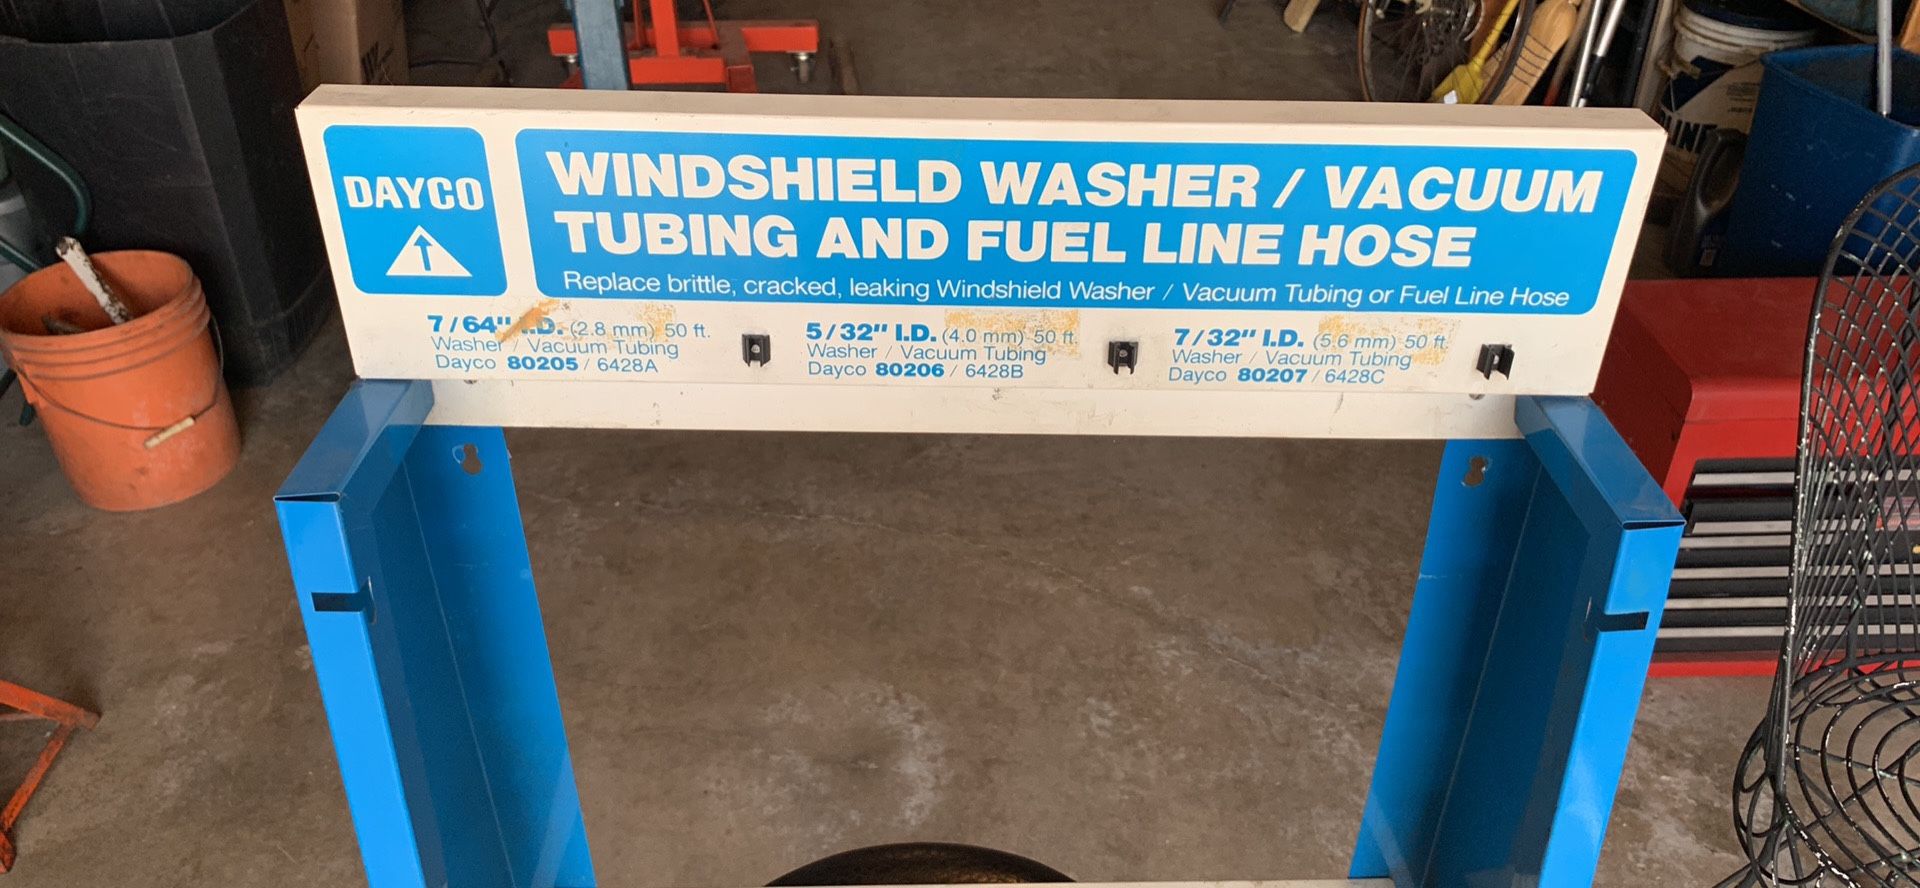 DAYCO
WINDSHIELD WASHER / VACUUM
TUBING AND FUEL LINE HOSE
Replace brittle, cracked, leaking Windshield Washer / Vacuum Tubing or Fuel Line Hose
7/64" I.D. (2.8 mm) 50 ft.
Washer / Vacuum Tubing
Dayco 80205 / 6428A
5/32" I.D. (4.0 mm) 50 ft.
Washer / Vacuum Tubing
Dayco 80206 / 6428B
7/32" I.D. (5.6 mm) 50 ft.
Washer / Vacuum Tubing
Dayco 80207 / 6428C